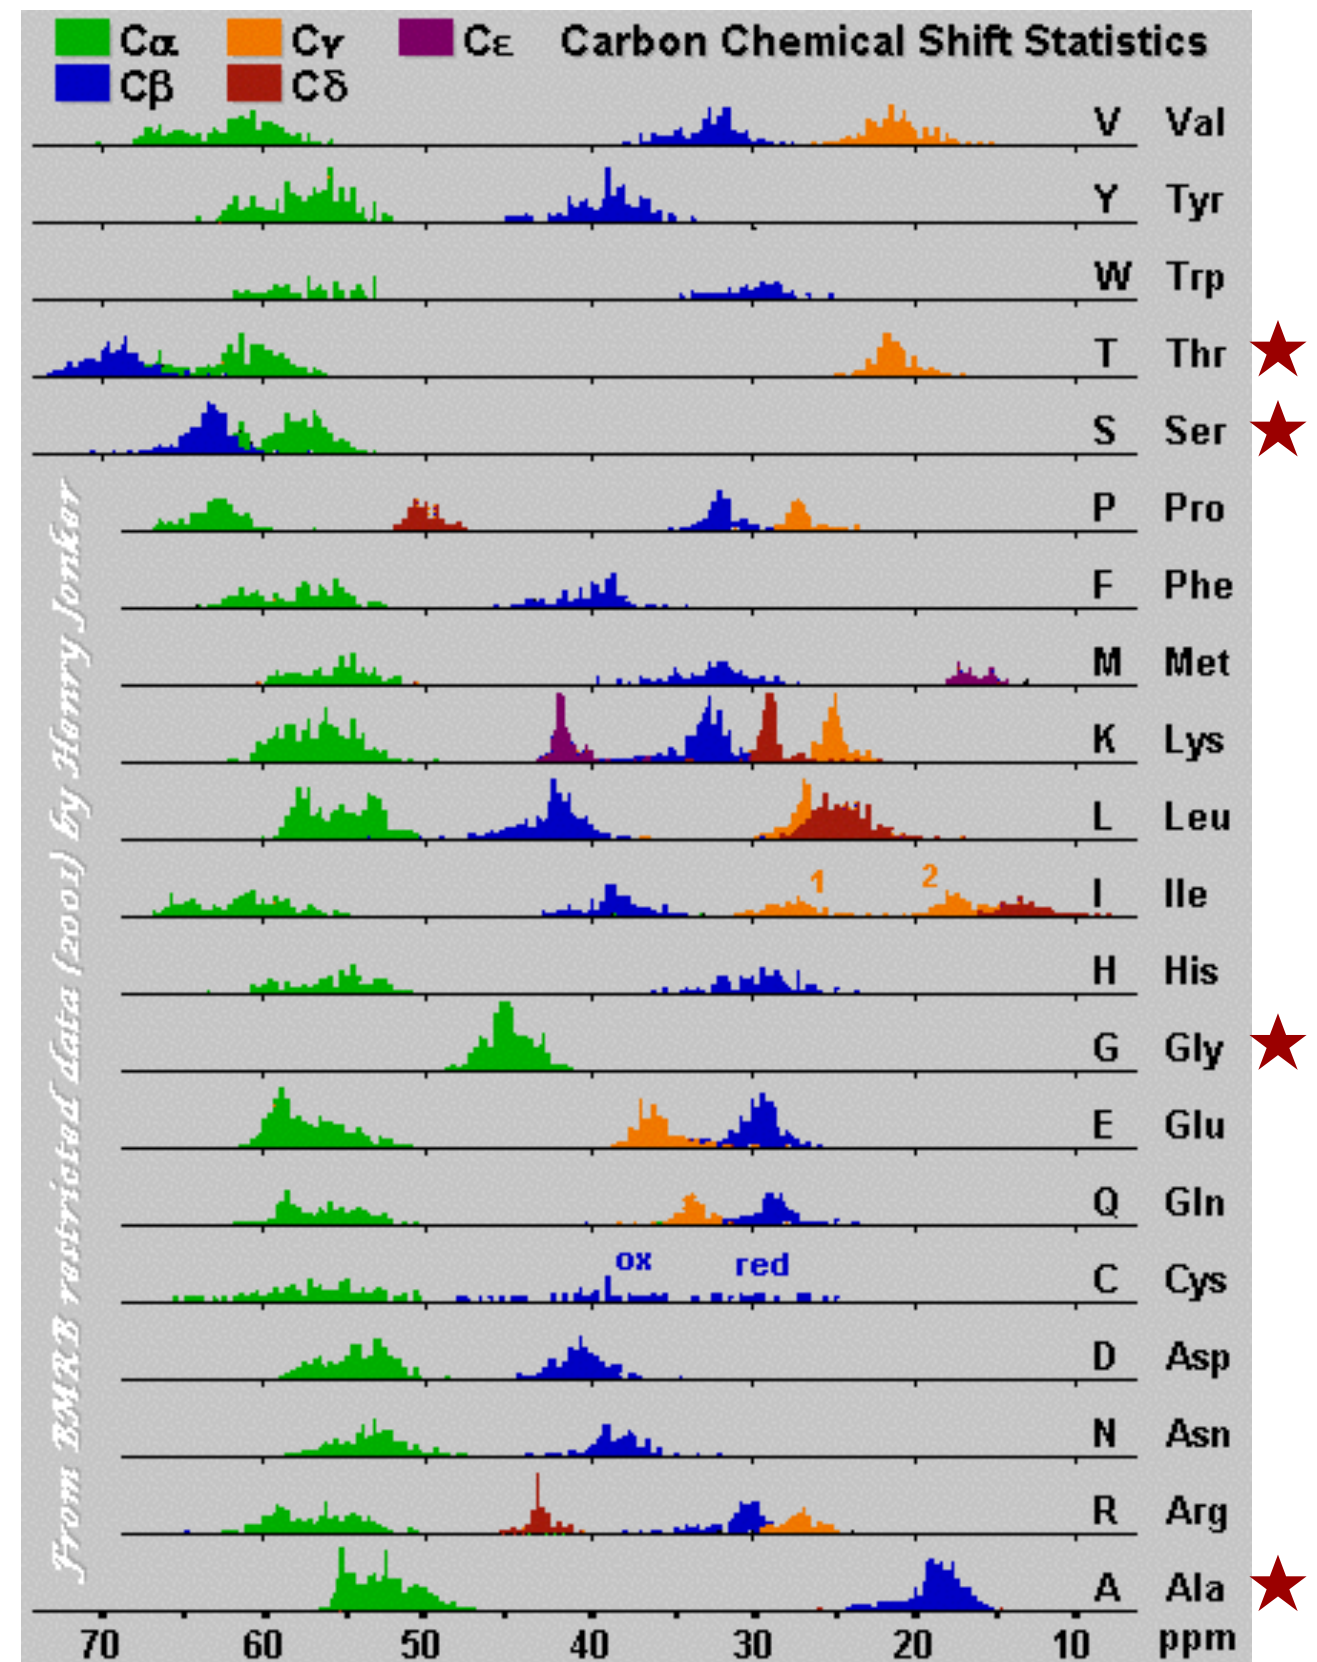 Cα Cγ Cε Carbon Chemical Shift Statistics
Cβ Cδ
V Val
Y Tyr
W Trp
T Thr
S Ser
P Pro
F Phe
M Met
K Lys
L Leu
1 2
I Ile
H His
G Gly
E Glu
Q Gln
ox red
C Cys
D Asp
N Asn
R Arg
A Ala
70 60 50 40 30 20 10 ppm
From BMRB restricted data (2001) by Henry Jonker